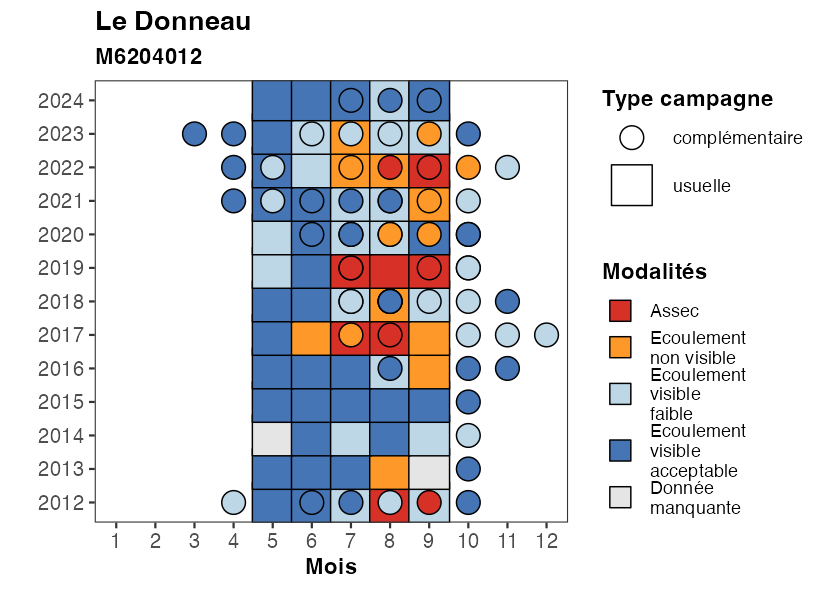 Le Donneau
M6204012
2024
2023
2022
2021
2020
2019
2018
2017
2016
2015
2014
2013
2012
1 2 3 4 5 6 7 8 9 10 11 12
Mois
Type campagne
complémentaire
usuelle
Modalités
Assec
Ecoulement
non visible
Ecoulement
visible
faible
Ecoulement
visible
acceptable
Donnée
manquante